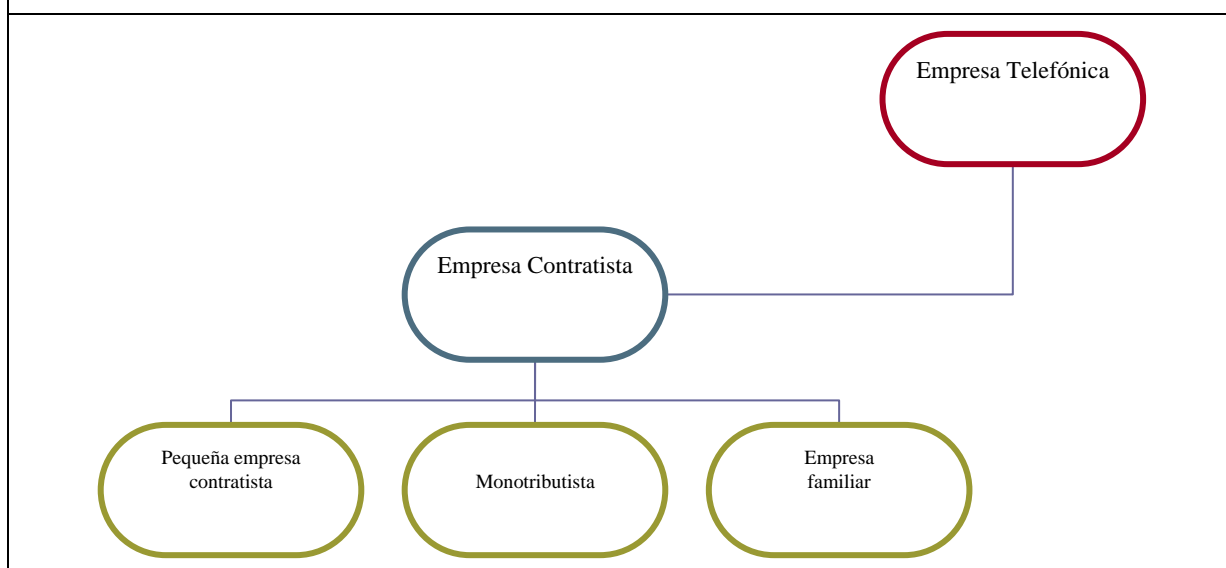 Empresa Telefónica
Empresa Contratista
Pequeña empresa
contratista
Monotributista
Empresa
familiar